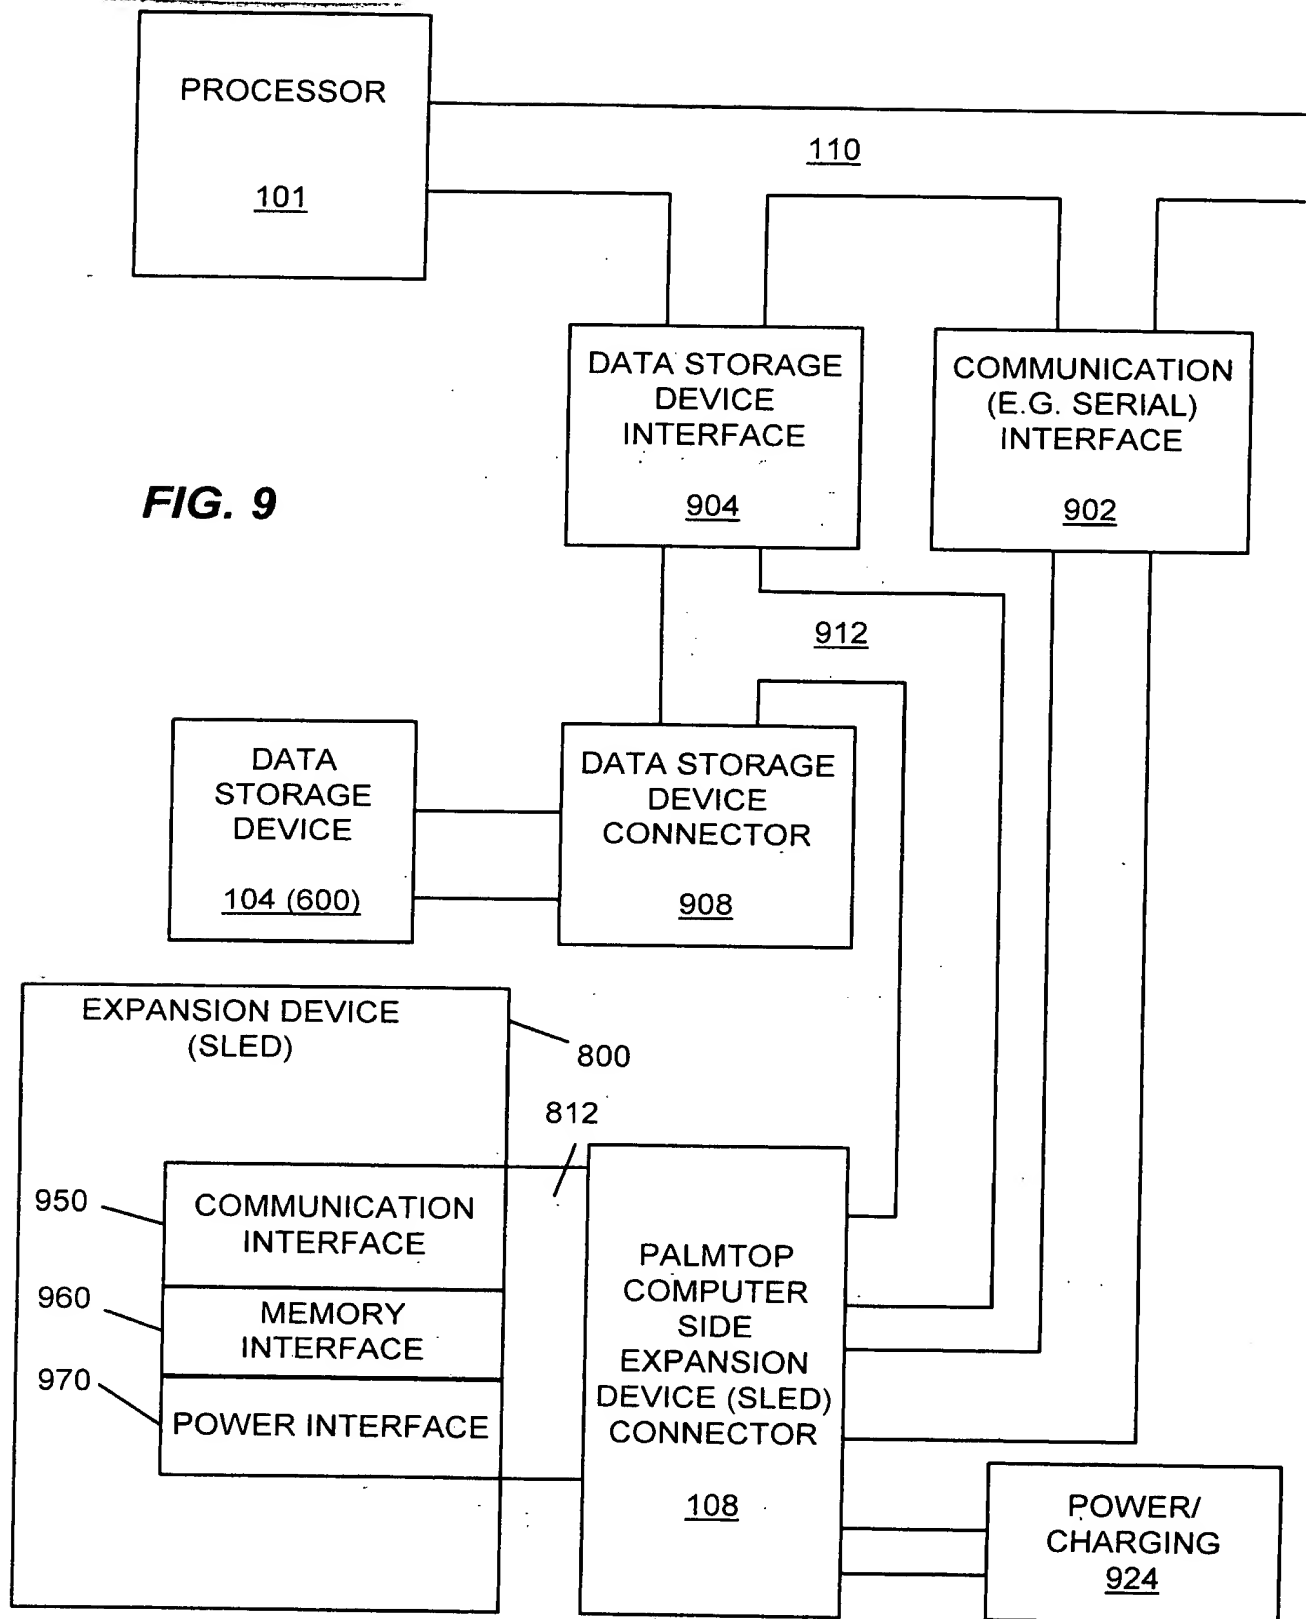 PROCESSOR
101
110
DATA STORAGE
DEVICE
INTERFACE
904
COMMUNICATION
(E.G. SERIAL)
INTERFACE
902
FIG. 9
912
DATA
STORAGE
DEVICE
104 (600)
DATA STORAGE
DEVICE
CONNECTOR
908
EXPANSION DEVICE
(SLED)
800
812
950
COMMUNICATION
INTERFACE
960
MEMORY
INTERFACE
970
POWER INTERFACE
PALMTOP
COMPUTER
SIDE
EXPANSION
DEVICE (SLED)
CONNECTOR
108
POWER/
CHARGING
924